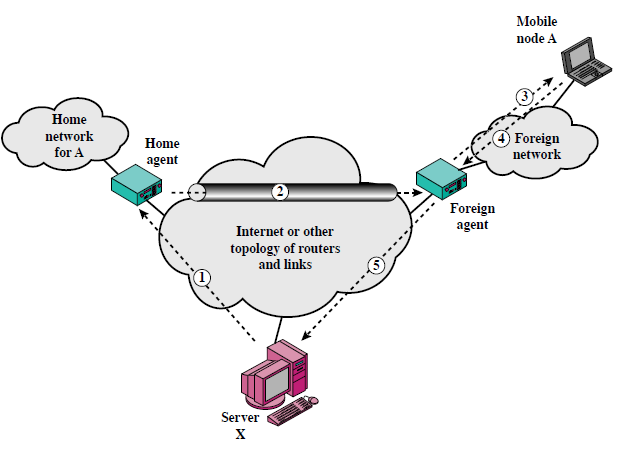 Mobile
node A
3
Home
network
for A
Home
agent
4
Foreign
network
2
Foreign
agent
Internet or other
topology of routers
and links
5
1
Server
X